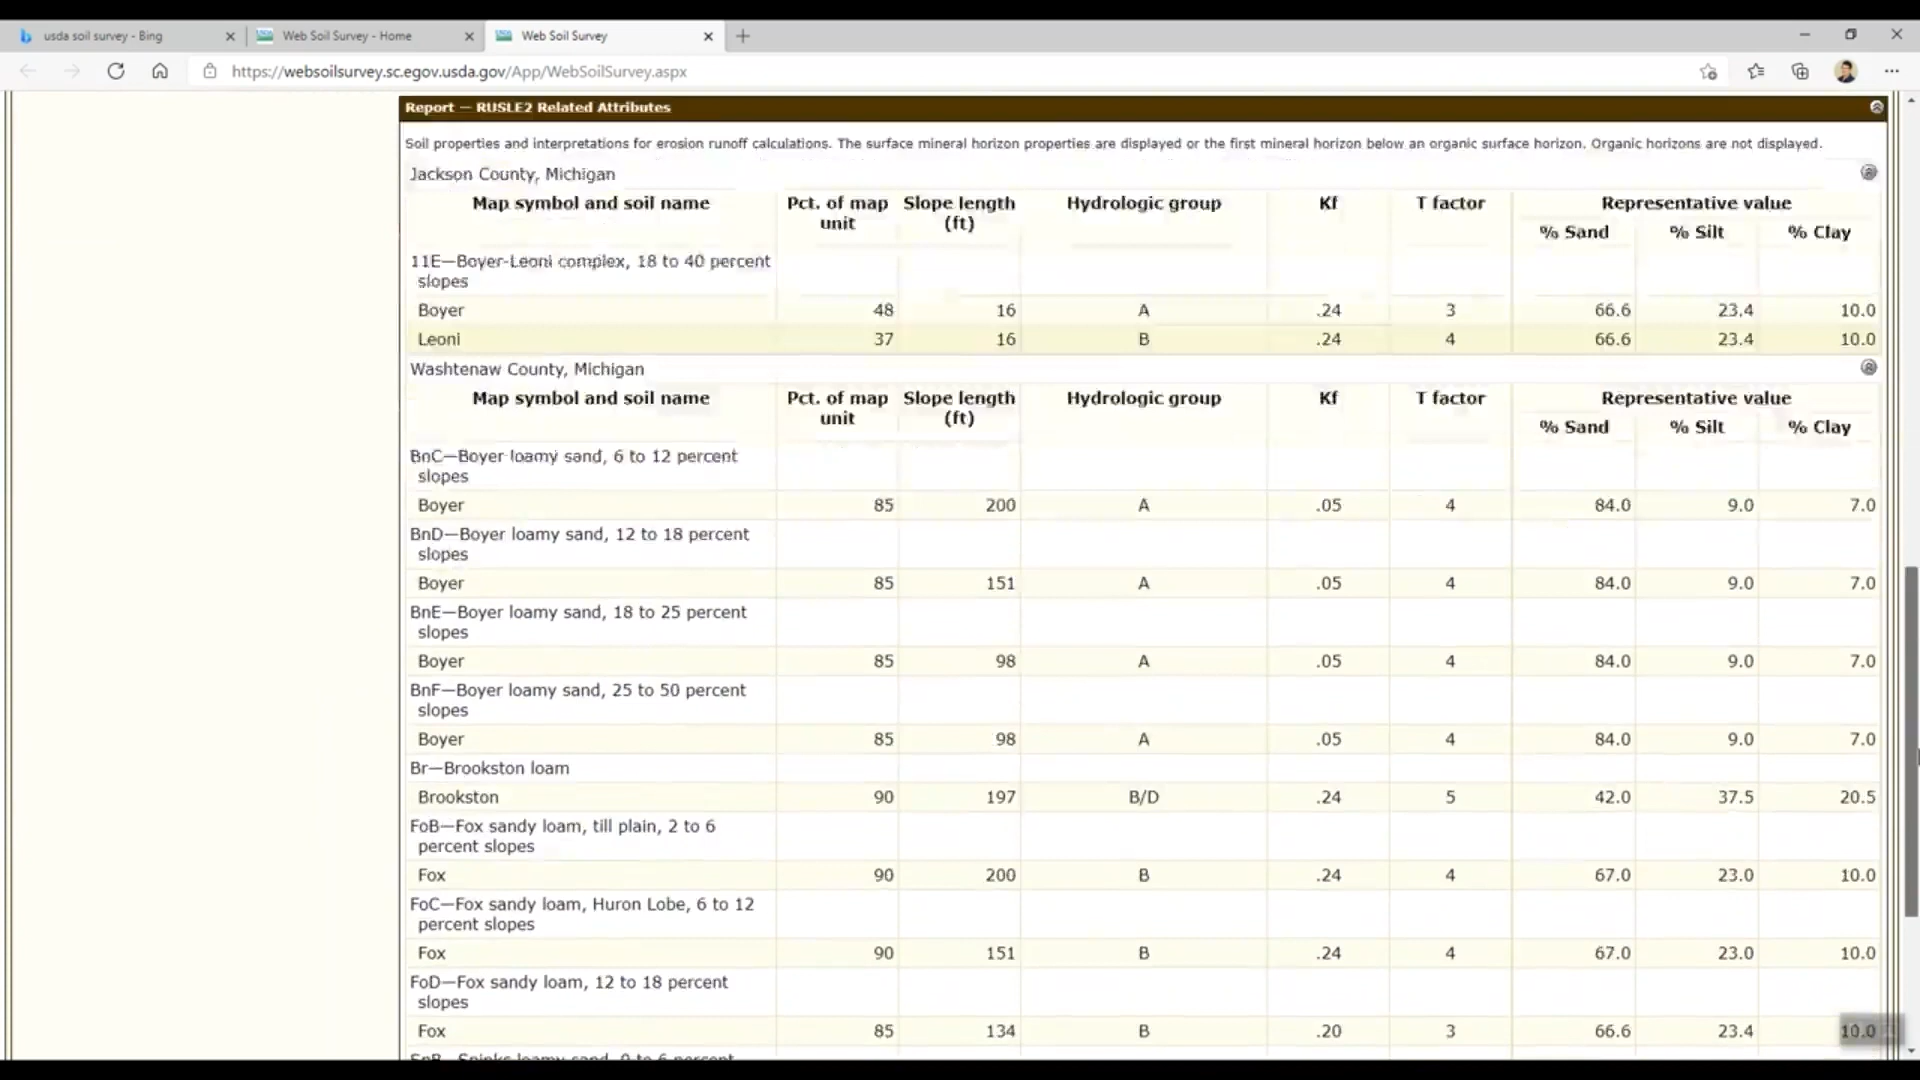 usda soil survey - Bing
Web Soil Survey - Home
Web Soil Survey
https://websoilsurvey.sc.egov.usda.gov/App/WebSoilSurvey.aspx
Report — RUSLE2 Related Attributes
Soil properties and interpretations for erosion runoff calculations. The surface mineral horizon properties are displayed or the first mineral horizon below an organic surface horizon. Organic horizons are not displayed.
Jackson County, Michigan
Map symbol and soil name Pct. of map Slope length Hydrologic group Kf T factor Representative value
unit (ft) % Sand % Silt % Clay
11E—Boyer-Leoni complex, 18 to 40 percent
slopes
Boyer 48 16 A .24 3 66.6 23.4 10.0
Leoni 37 16 B .24 4 66.6 23.4 10.0
Washtenaw County, Michigan
Map symbol and soil name Pct. of map Slope length Hydrologic group Kf T factor Representative value
unit (ft) % Sand % Silt % Clay
BnC—Boyer loamy sand, 6 to 12 percent
slopes
Boyer 85 200 A .05 4 84.0 9.0 7.0
BnD—Boyer loamy sand, 12 to 18 percent
slopes
Boyer 85 151 A .05 4 84.0 9.0 7.0
BnE—Boyer loamy sand, 18 to 25 percent
slopes
Boyer 85 98 A .05 4 84.0 9.0 7.0
BnF—Boyer loamy sand, 25 to 50 percent
slopes
Boyer 85 98 A .05 4 84.0 9.0 7.0
Br—Brookston loam
Brookston 90 197 B/D .24 5 42.0 37.5 20.5
FoB—Fox sandy loam, till plain, 2 to 6
percent slopes
Fox 90 200 B .24 4 67.0 23.0 10.0
FoC—Fox sandy loam, Huron Lobe, 6 to 12
percent slopes
Fox 90 151 B .24 4 67.0 23.0 10.0
FoD—Fox sandy loam, 12 to 18 percent
slopes
Fox 85 134 B .20 3 66.6 23.4 10.0
loamy sand, 0 to 6 percent